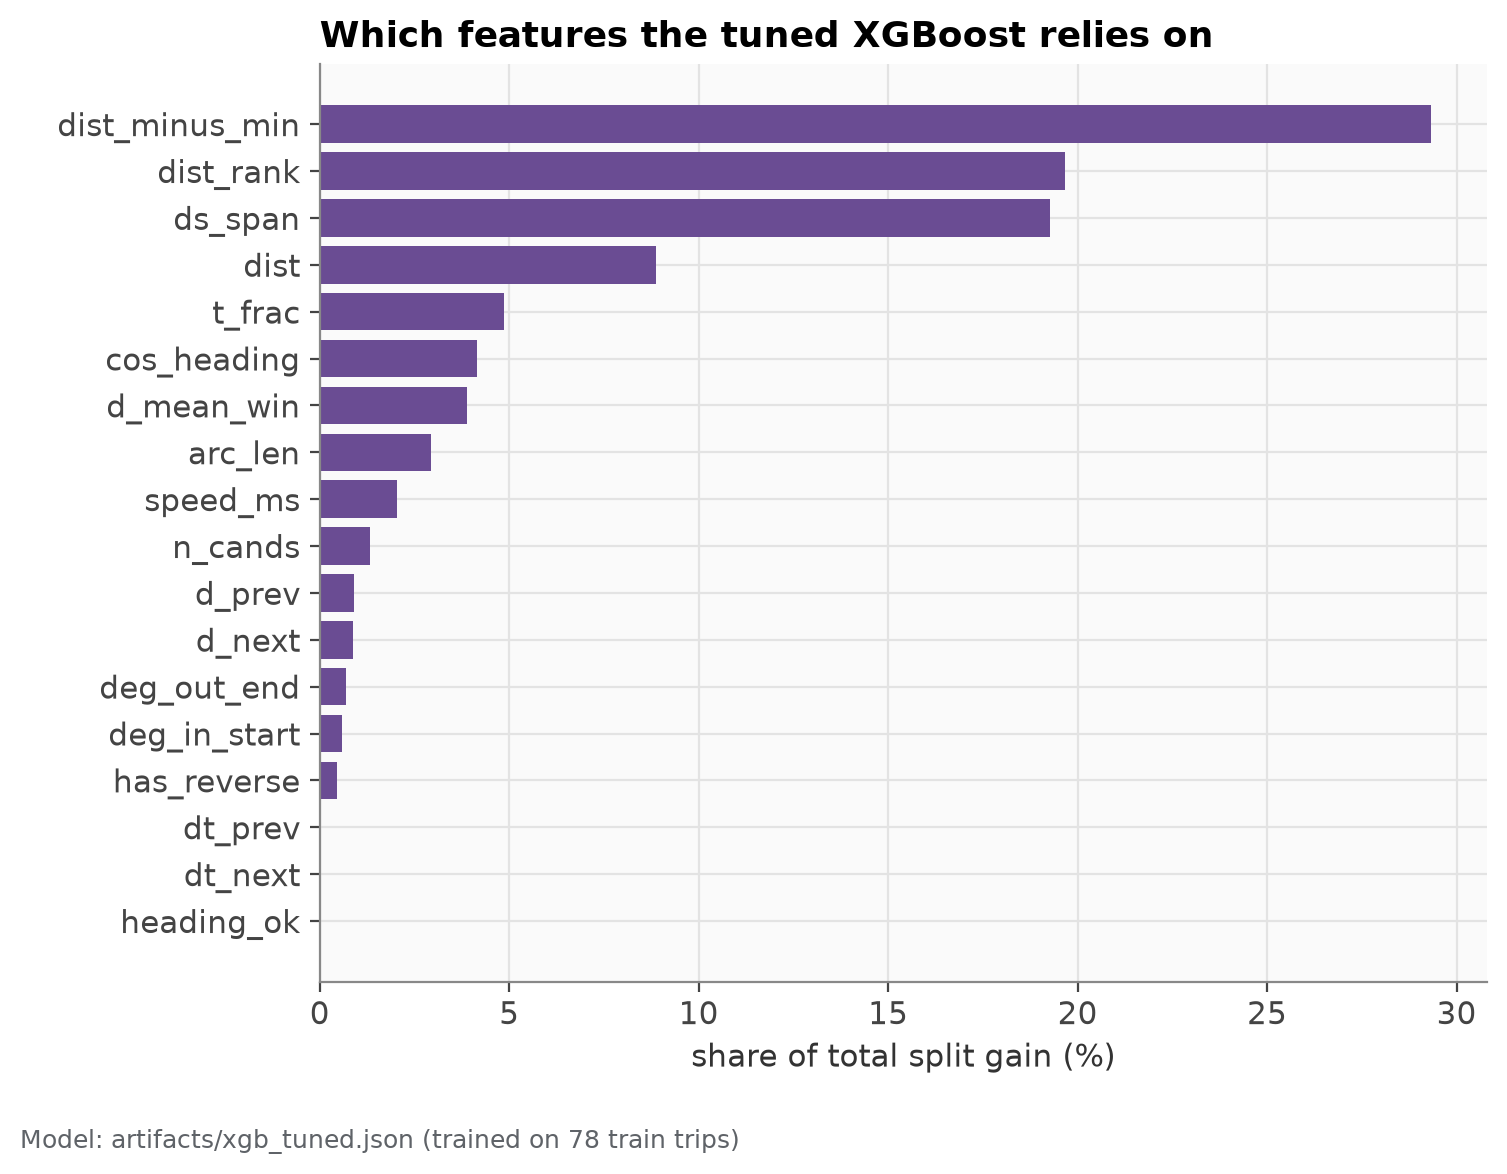 Which features the tuned XGBoost relies on
dist_minus_min
dist_rank
ds_span
dist
t_frac
cos_heading
d_mean_win
arc_len
speed_ms
n_cands
d_prev
d_next
deg_out_end
deg_in_start
has_reverse
dt_prev
dt_next
heading_ok
0 5 10 15 20 25 30
share of total split gain (%)
Model: artifacts/xgb_tuned.json (trained on 78 train trips)